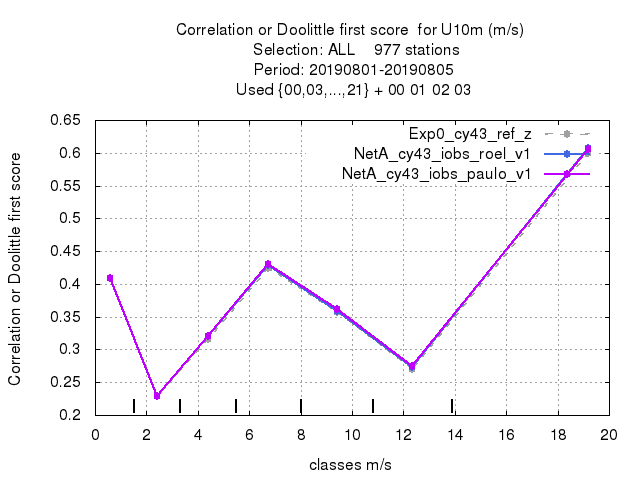 Correlation or Doolittle first score  for U10m (m/s)
Selection: ALL    977 stations
Period: 20190801-20190805
Used {00,03,...,21} + 00 01 02 03
Correlation or Doolittle first score
0.65
0.6
0.55
0.5
0.45
0.4
0.35
0.3
0.25
0.2
Exp0_cy43_ref_z
NetA_cy43_iobs_roel_v1
NetA_cy43_iobs_paulo_v1
0 2 4 6 8 10 12 14 16 18 20
classes m/s